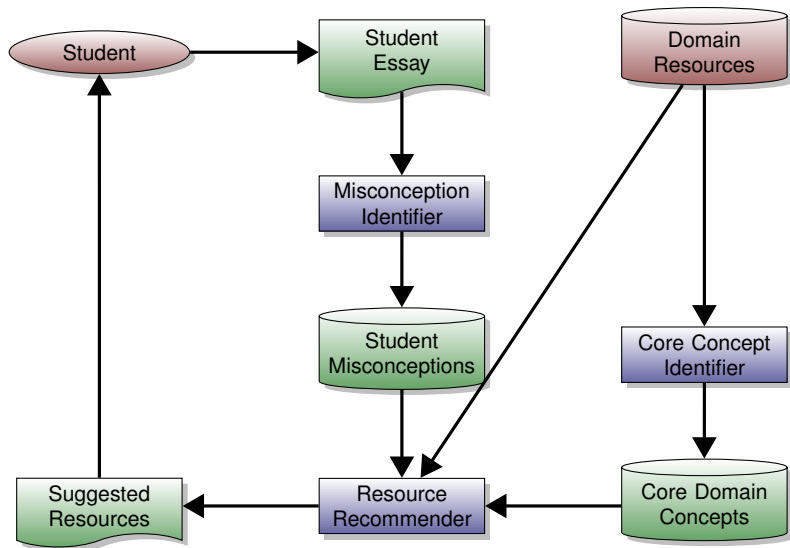 Student
Student
Essay
Domain
Resources
Misconception
Identifier
Student
Misconceptions
Core Concept
Identifier
Suggested
Resources
Resource
Recommender
Core Domain
Concepts